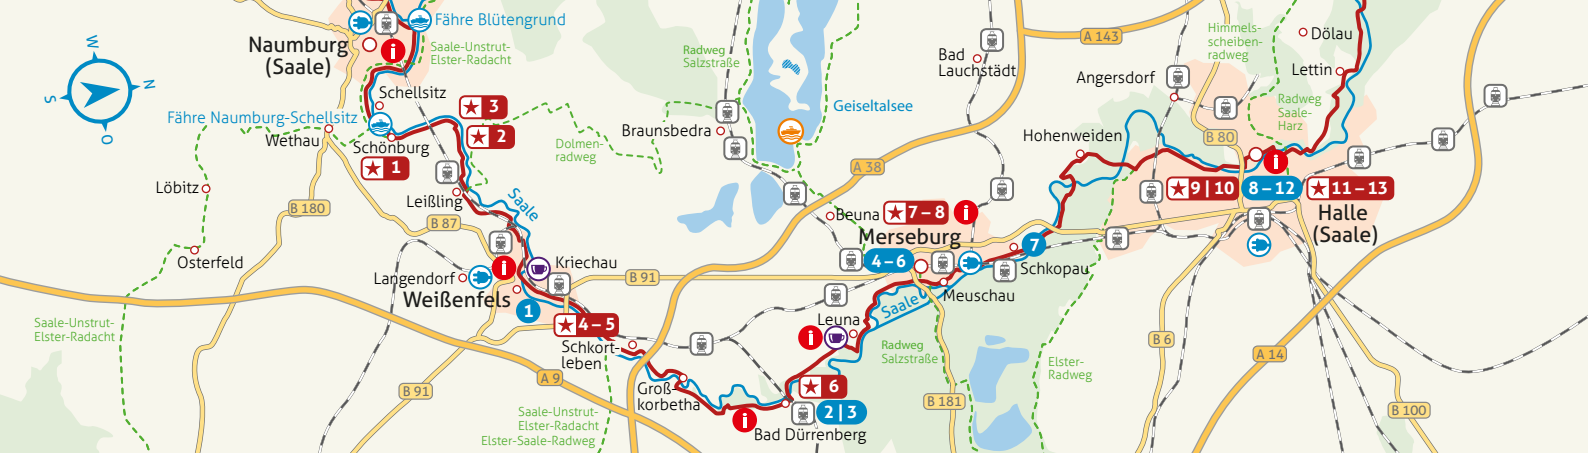 Fähre Blütengrund
Naumburg
(Saale)
i
Saale-Unstrut-
Elster-Radacht
W
N
S
O
Schellsitz
Fähre Naumburg-Schellsitz
Wethau
Schönburg
3
2
1
Dolmen-
radweg
Löbitz
Leißling
Saale
B 180
B 87
Osterfeld
i
Kriechau
Langendorf
Weißenfels
1
B 91
4–5
Schkort-
leben
Saale-Unstrut-
Elster-Radacht
A 9
B 91
Groß-
korbetha
Saale-Unstrut-
Elster-Radacht
Elster-Saale-Radweg
i
Radweg
Salzstraße
Braunsbedra
Geiseltalsee
A 38
Bad
Lauchstädt
A 143
Beuna
7–8
i
Merseburg
4–6
7
Schkopau
Meuschau
Saale
Leuna
i
Radweg
Salzstraße
6
2|3
Bad Dürrenberg
B 181
Elster-
Radweg
Himmels-
scheiben-
radweg
Dölau
Lettin
Angersdorf
Radweg
Saale-
Harz
Hohenweiden
B 80
i
9|10
8–12
11–13
Halle
(Saale)
B 6
A 14
B 100